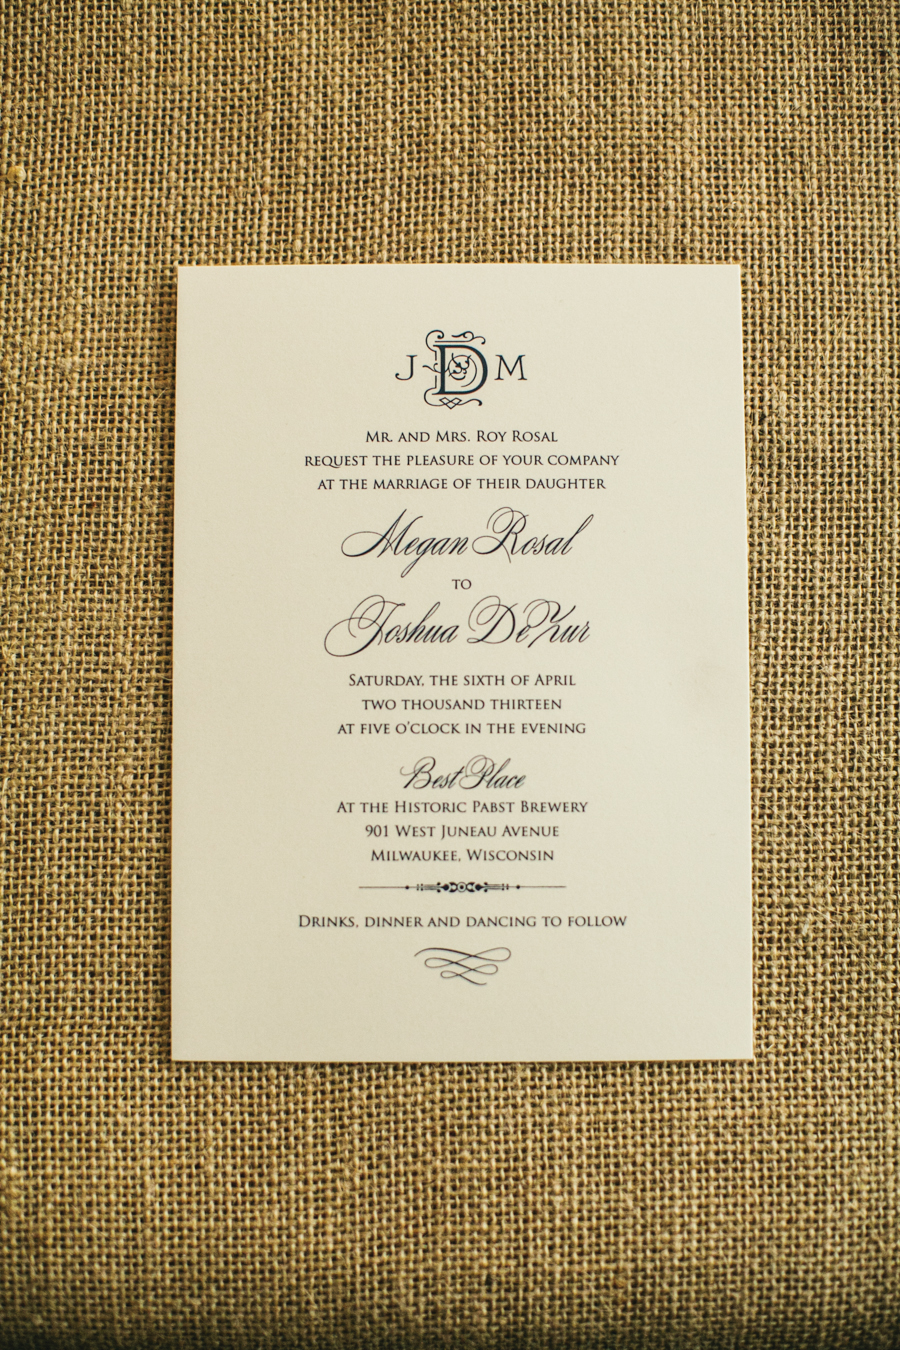 J D M
Mr. and Mrs. Roy Rosal
request the pleasure of your company
at the marriage of their daughter
Megan Rosal
to
Joshua DeZur
Saturday, the sixth of April
two thousand thirteen
at five o'clock in the evening
Best Place
At the Historic Pabst Brewery
901 West Juneau Avenue
Milwaukee, Wisconsin
Drinks, dinner and dancing to follow